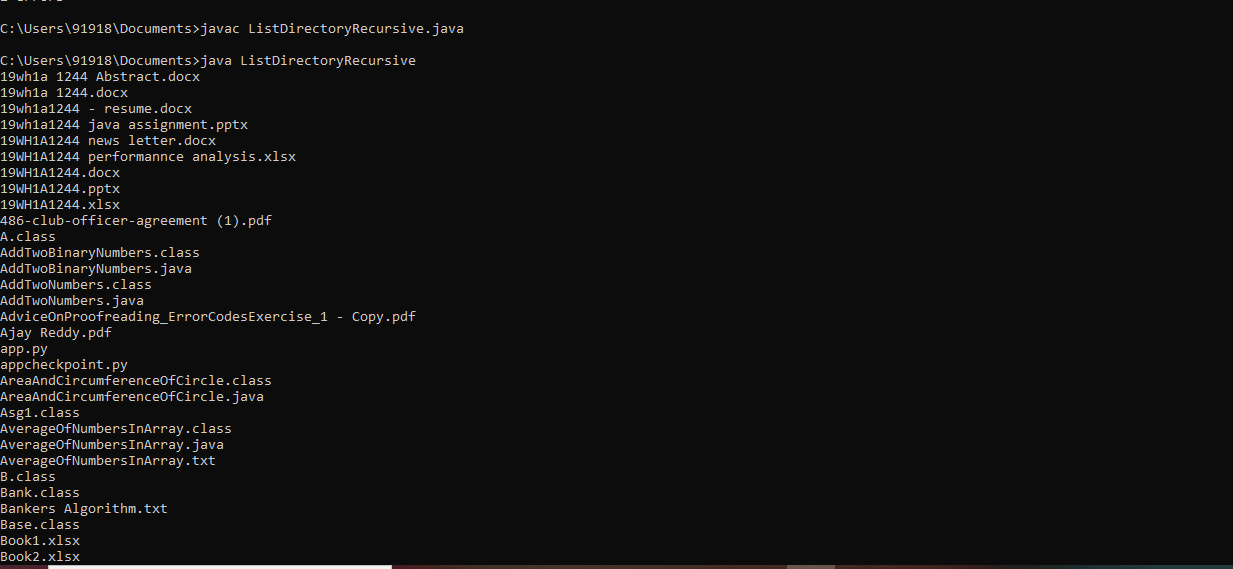 C:\Users\91918\Documents>javac ListDirectoryRecursive.java
C:\Users\91918\Documents>java ListDirectoryRecursive
19wh1a 1244 Abstract.docx
19wh1a 1244.docx
19wh1a1244 - resume.docx
19wh1a1244 java assignment.pptx
19WH1A1244 news letter.docx
19WH1A1244 performannce analysis.xlsx
19WH1A1244.docx
19WH1A1244.pptx
19WH1A1244.xlsx
486-club-officer-agreement (1).pdf
A.class
AddTwoBinaryNumbers.class
AddTwoBinaryNumbers.java
AddTwoNumbers.class
AddTwoNumbers.java
AdviceOnProofreading_ErrorCodesExercise_1 - Copy.pdf
Ajay Reddy.pdf
app.py
appcheckpoint.py
AreaAndCircumferenceOfCircle.class
AreaAndCircumferenceOfCircle.java
Asg1.class
AverageOfNumbersInArray.class
AverageOfNumbersInArray.java
AverageOfNumbersInArray.txt
B.class
Bank.class
Bankers Algorithm.txt
Base.class
Book1.xlsx
Book2.xlsx